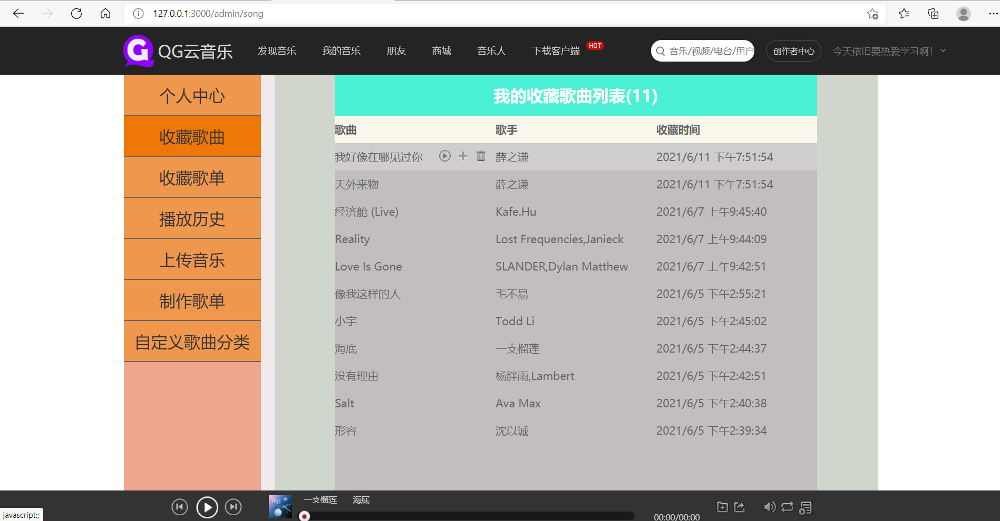 127.0.0.1:3000/admin/song
QG云音乐 发现音乐 我的音乐 朋友 商城 音乐人 下载客户端 HOT 音乐/视频/电台/用户 创作者中心 今天依旧要热爱学习啊！
个人中心
收藏歌曲
收藏歌单
播放历史
上传音乐
制作歌单
自定义歌曲分类
我的收藏歌曲列表(11)
歌曲 歌手 收藏时间
我好像在哪见过你 薛之谦 2021/6/11 下午7:51:54
天外来物 薛之谦 2021/6/11 下午7:51:54
经济舱 (Live) Kafe.Hu 2021/6/7 上午9:45:40
Reality Lost Frequencies,Janieck 2021/6/7 上午9:44:09
Love Is Gone SLANDER,Dylan Matthew 2021/6/7 上午9:42:51
像我这样的人 毛不易 2021/6/5 下午2:55:21
小宇 Todd Li 2021/6/5 下午2:45:02
海底 一支榴莲 2021/6/5 下午2:44:37
没有理由 杨胖雨,Lambert 2021/6/5 下午2:42:51
Salt Ava Max 2021/6/5 下午2:40:38
形容 沈以诚 2021/6/5 下午2:39:34
一支榴莲 海底
00:00/00:00
javascript:;